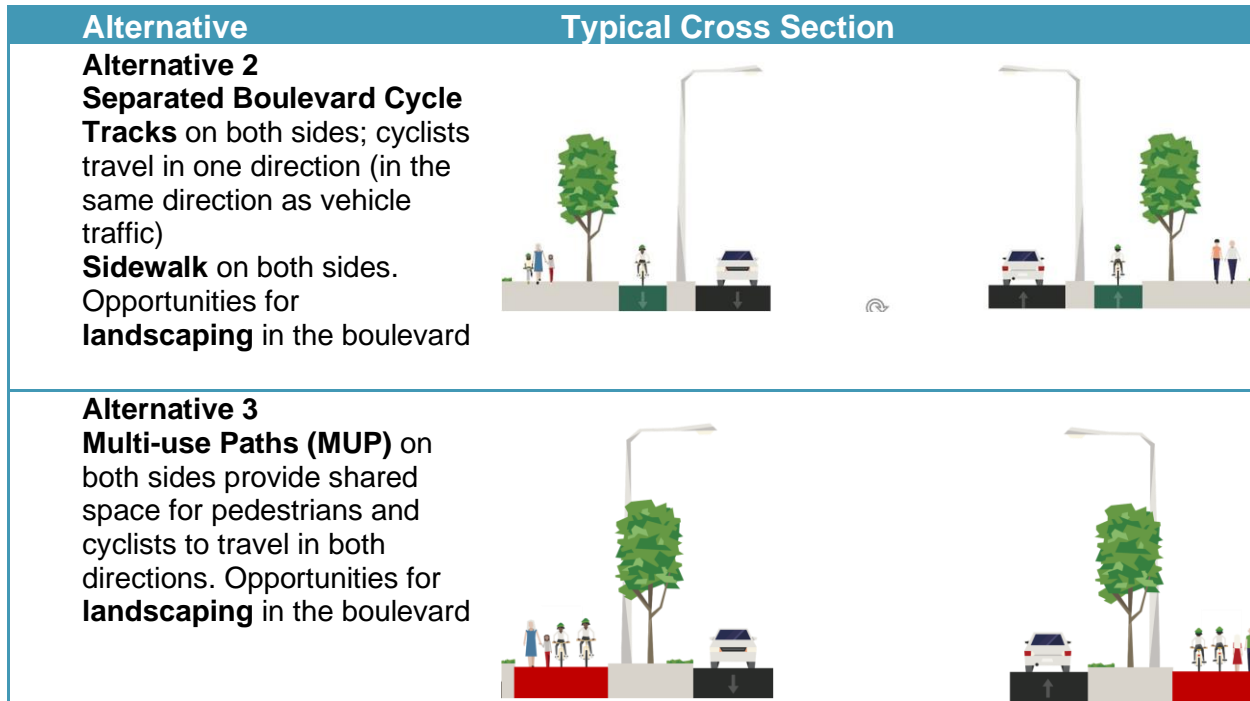 Alternative Typical Cross Section
Alternative 2
Separated Boulevard Cycle
Tracks on both sides; cyclists
travel in one direction (in the
same direction as vehicle
traffic)
Sidewalk on both sides.
Opportunities for
landscaping in the boulevard
Alternative 3
Multi-use Paths (MUP) on
both sides provide shared
space for pedestrians and
cyclists to travel in both
directions. Opportunities for
landscaping in the boulevard